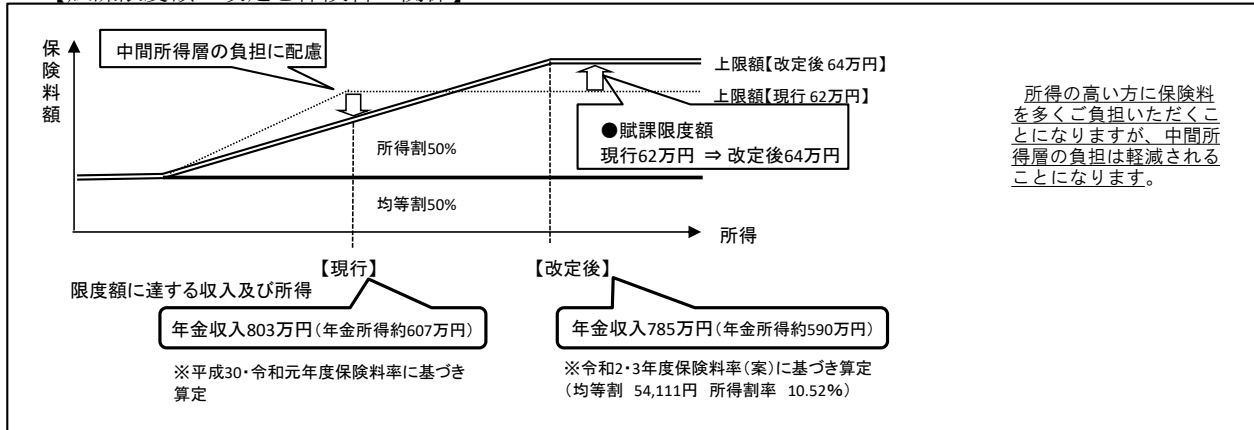 中間所得層の負担に配慮
保険料額
上限額【改定後 64万円】
上限額【現行 62万円】
●賦課限度額
現行62万円 ⇒ 改定後64万円
所得割50%
均等割50%
所得
所得の高い方に保険料
を多くご負担いただくこ
とになりますが、中間所
得層の負担は軽減される
ことになります。
【現行】
【改定後】
限度額に達する収入及び所得
年金収入803万円(年金所得約607万円)
年金収入785万円(年金所得約590万円)
※平成30・令和元年度保険料率に基づき
算定
※令和2・3年度保険料率(案)に基づき算定
(均等割 54,111円 所得割率 10.52%)